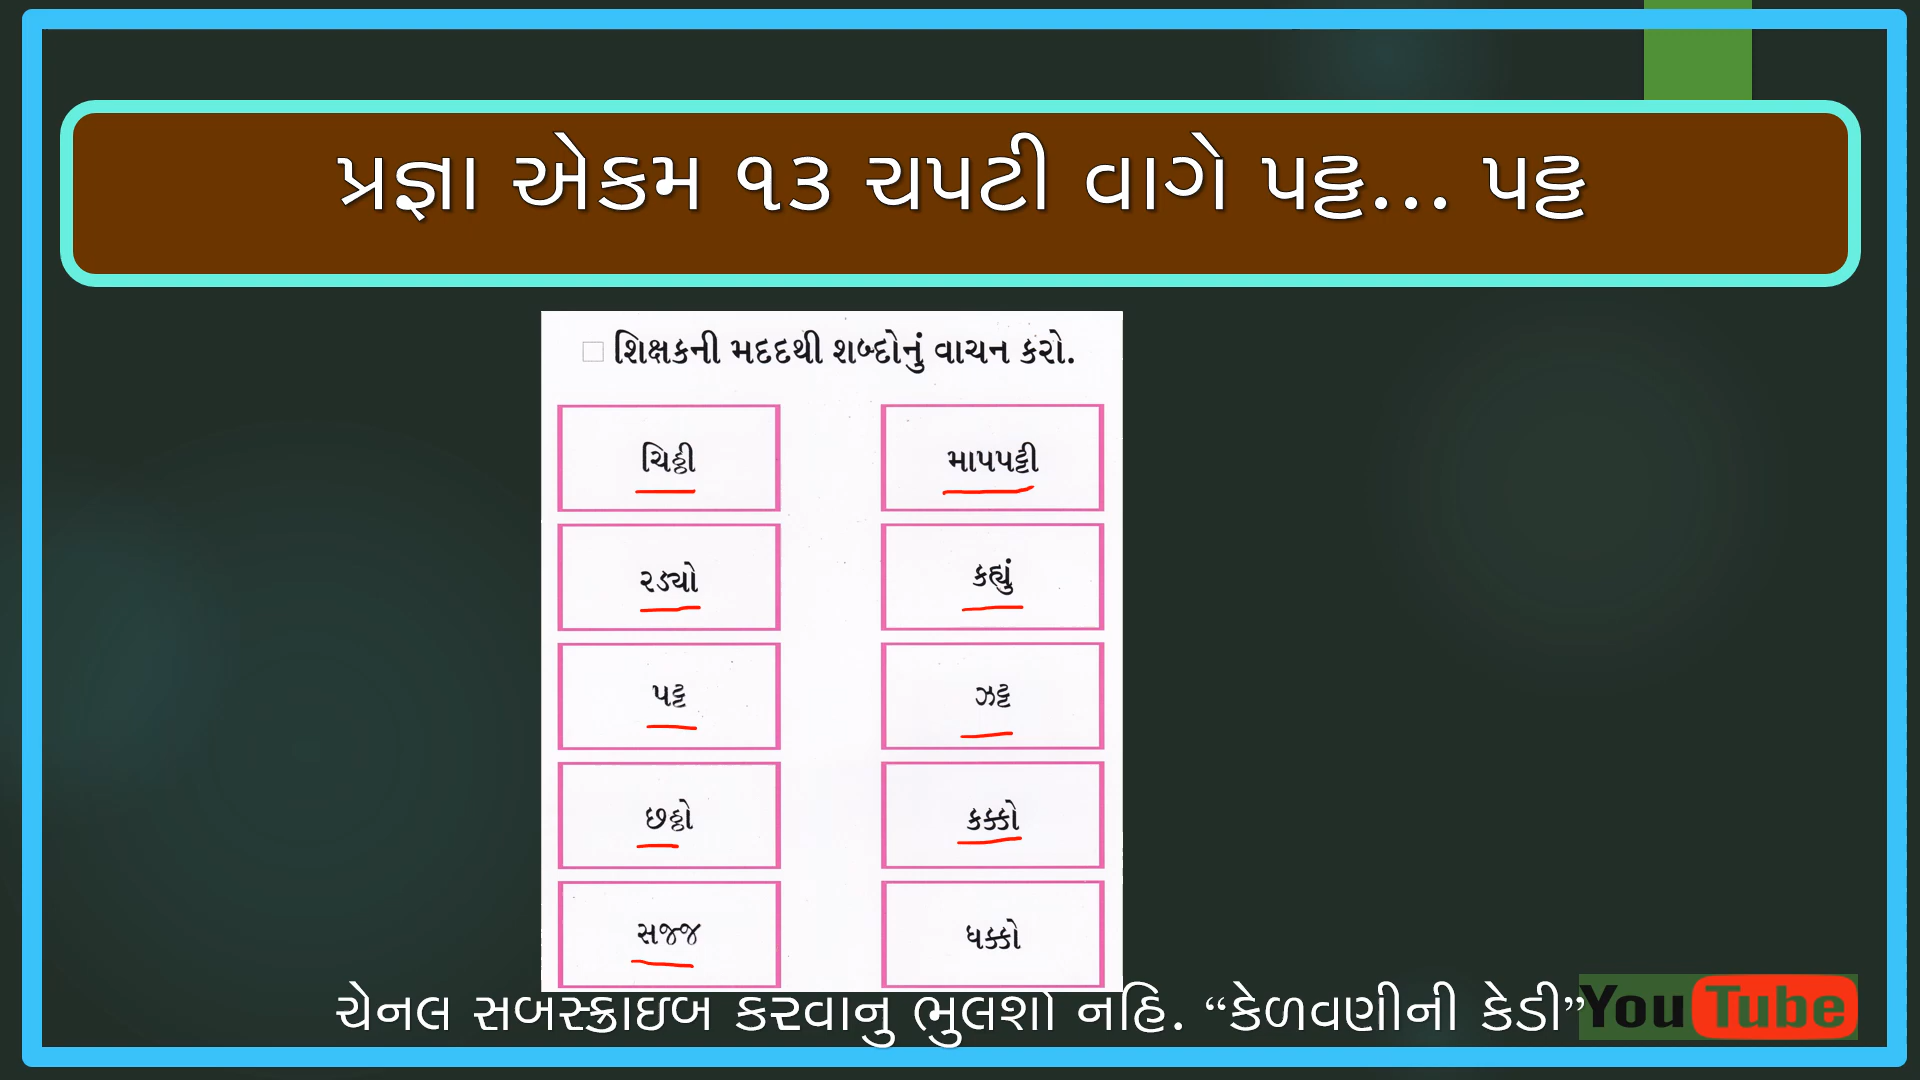 પ્રજ્ઞા એકમ ૧૩ ચપટી વાગે પટ્ટ... પટ્ટ
શિક્ષકની મદદથી શબ્દોનું વાચન કરો.
ચિઠ્ઠી માપપટ્ટી
રડ્યો કહ્યું
પટ્ટ ઝટ્ટ
છઠ્ઠો કક્કો
સજ્જ ધક્કો
ચેનલ સબસ્ક્રાઇબ કરવાનુ ભુલશો નહિ. “કેળવણીની કેડી” YouTube